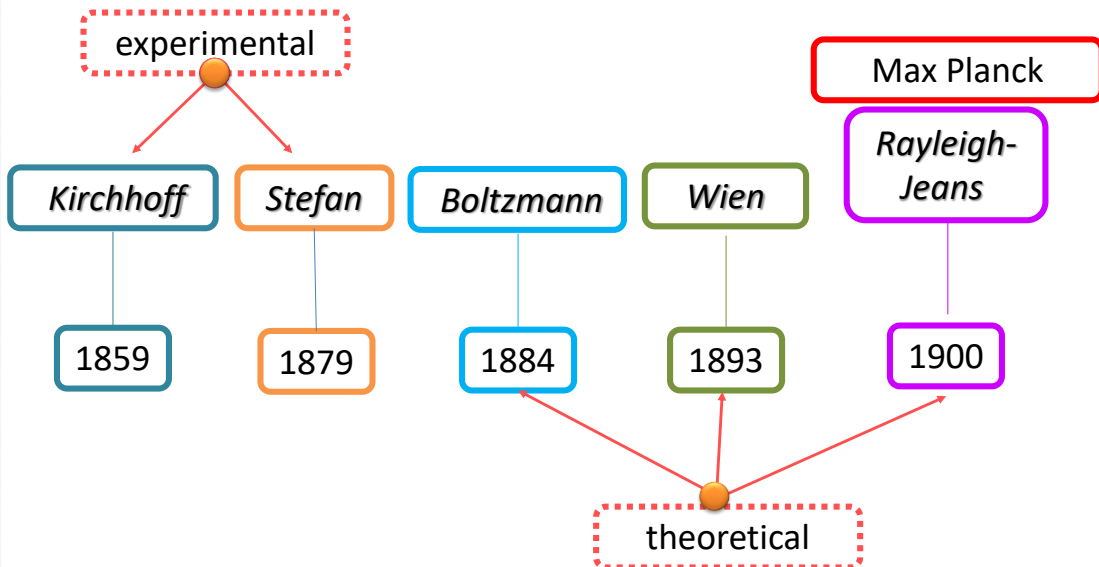 experimental
Max Planck
Rayleigh-
Jeans
Kirchhoff
Stefan
Boltzmann
Wien
1859
1879
1884
1893
1900
theoretical